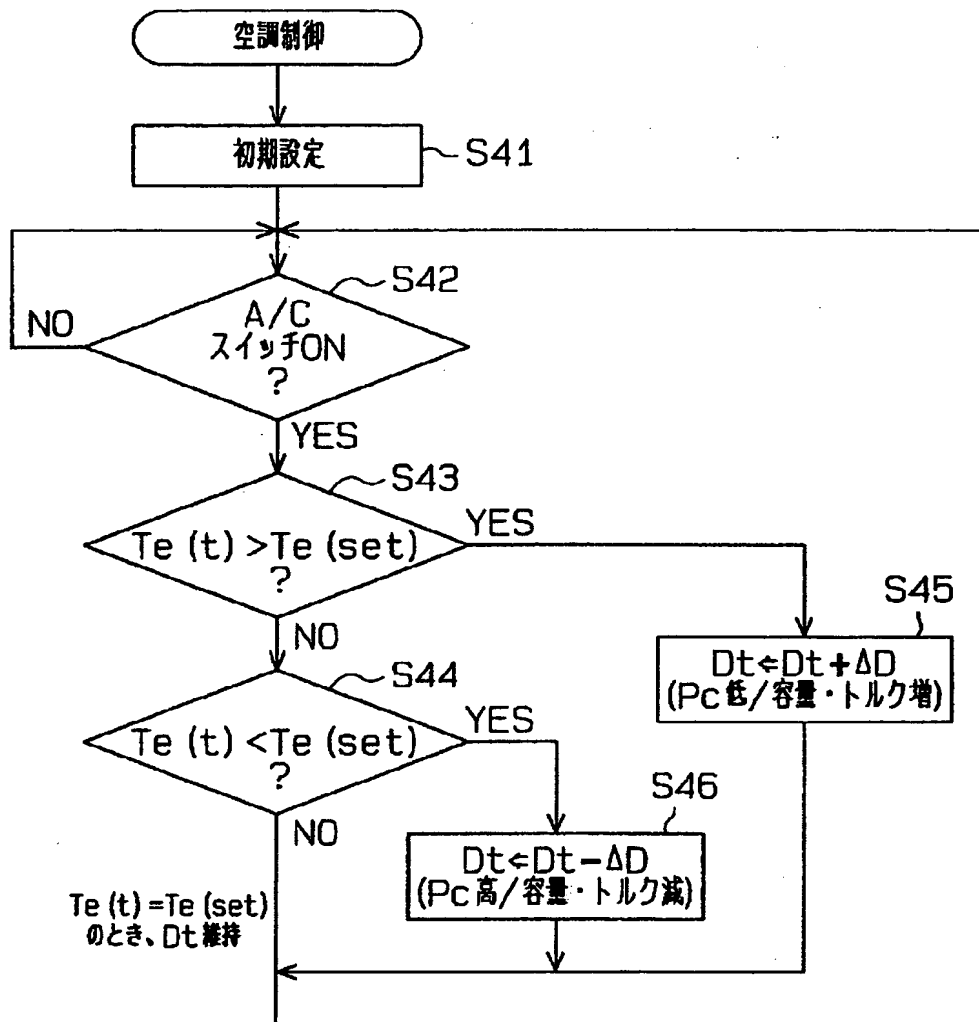 空調制御
初期設定
S41
S42
A/C
スイッチON
?
NO
YES
S43
Te(t)>Te(set)
?
YES
NO
S45
Dt⇐Dt+ΔD
(Pc低/容量・トルク増)
S44
Te(t)<Te(set)
?
YES
NO
S46
Dt⇐Dt-ΔD
(Pc高/容量・トルク減)
Te(t)=Te(set)
のとき、Dt維持